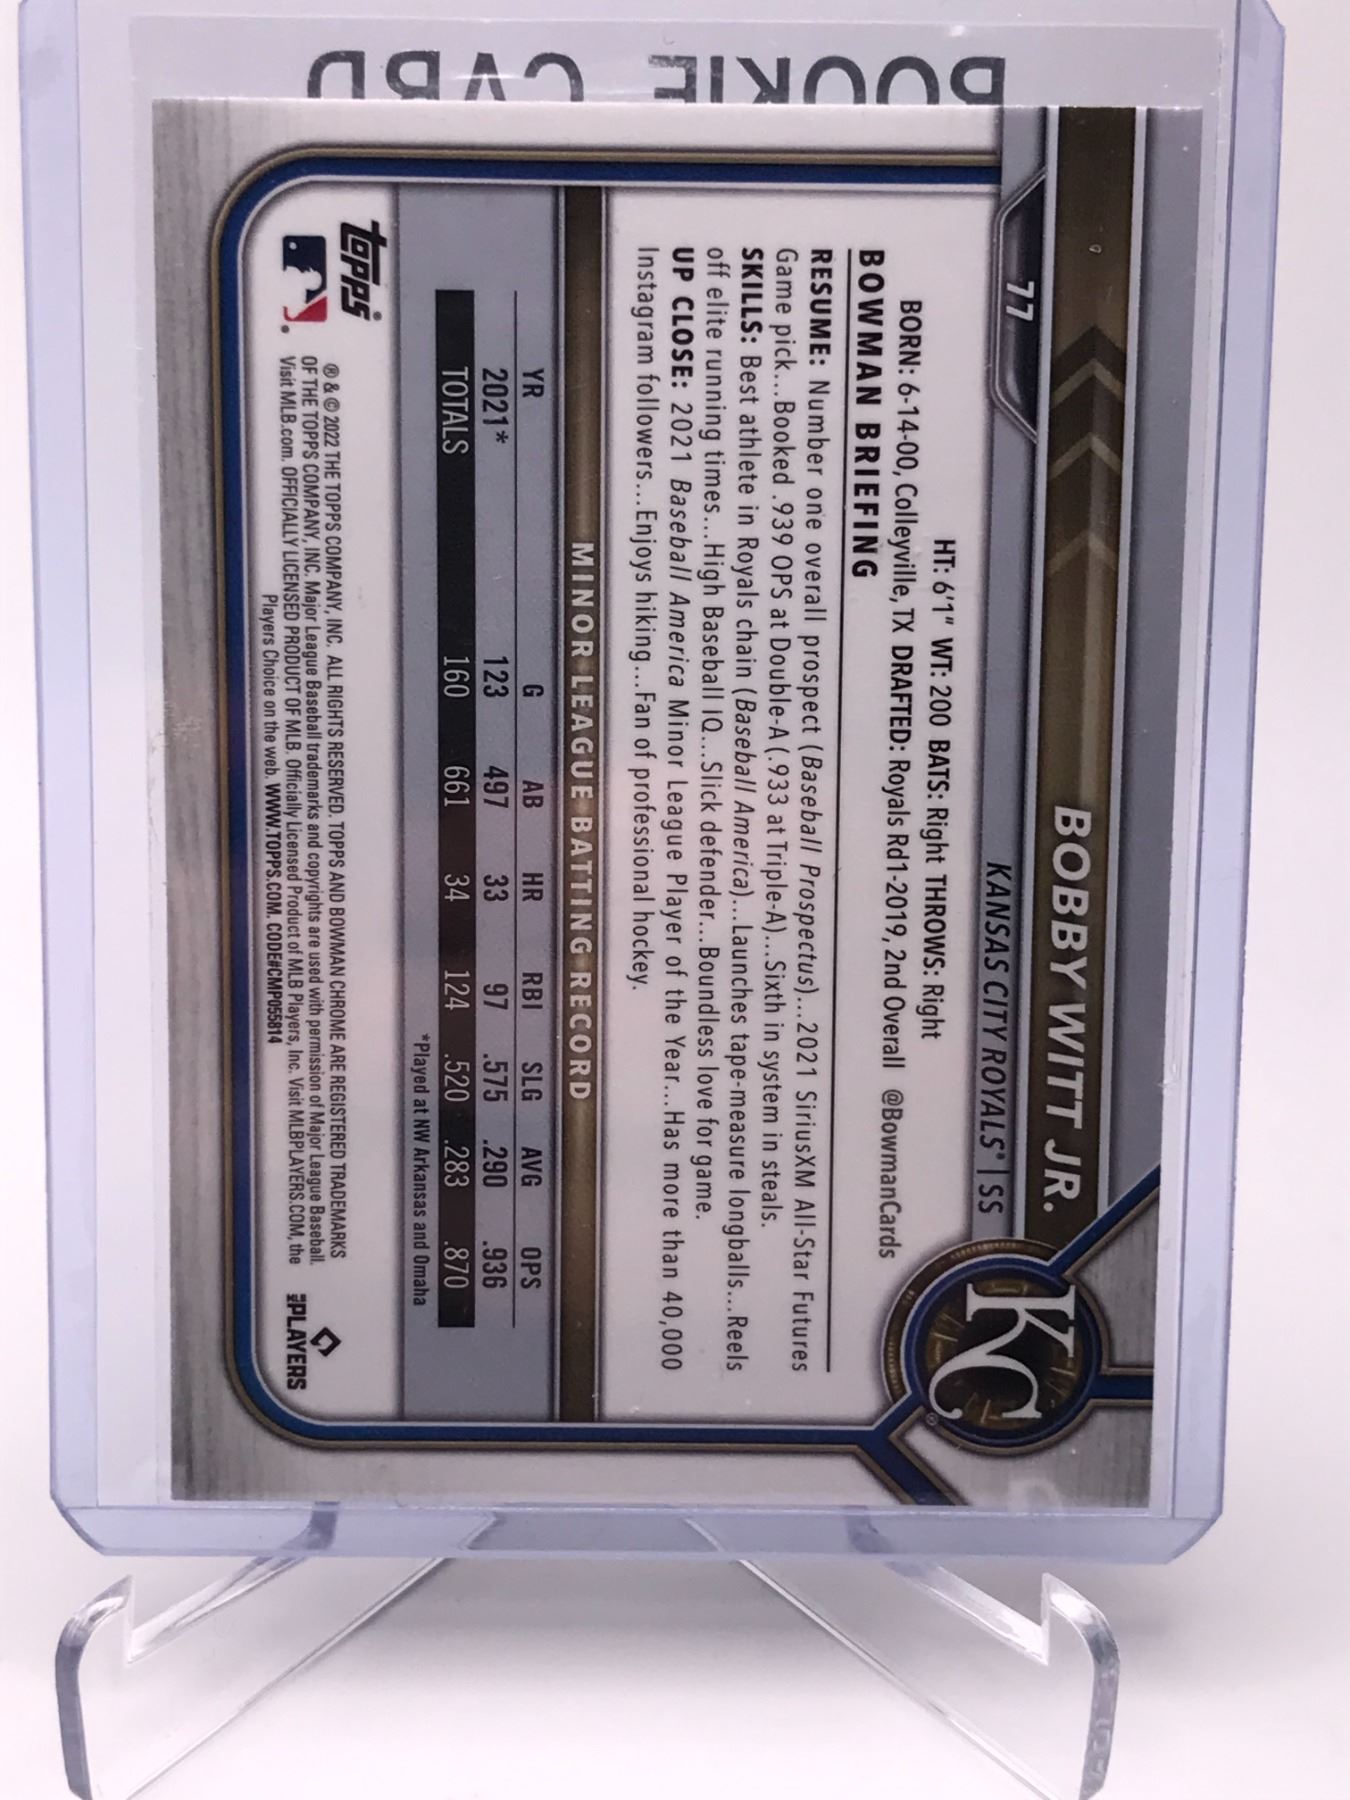 ROOKIE CARD
77
BOBBY WITT JR.
KANSAS CITY ROYALS® | SS
KC®
HT: 6'1" WT: 200 BATS: Right THROWS: Right
BORN: 6-14-00, Colleyville, TX DRAFTED: Royals Rd1-2019, 2nd Overall @BowmanCards
BOWMAN BRIEFING
RESUME: Number one overall prospect (Baseball Prospectus)...2021 SiriusXM All-Star Futures
Game pick...Booked .939 OPS at Double-A (.933 at Triple-A)...Sixth in system in steals.
SKILLS: Best athlete in Royals chain (Baseball America)...Launches tape-measure longballs...Reels
off elite running times...High Baseball IQ...Slick defender...Boundless love for game.
UP CLOSE: 2021 Baseball America Minor League Player of the Year...Has more than 40,000
Instagram followers...Enjoys hiking...Fan of professional hockey.
MINOR LEAGUE BATTING RECORD
YR G AB HR RBI SLG AVG OPS
2021* 123 497 33 97 .575 .290 .936
TOTALS 160 661 34 124 .520 .283 .870
*Played at NW Arkansas and Omaha
topps®
® & © 2022 THE TOPPS COMPANY, INC. ALL RIGHTS RESERVED. TOPPS AND BOWMAN CHROME ARE REGISTERED TRADEMARKS
OF THE TOPPS COMPANY, INC. Major League Baseball trademarks and copyrights are used with permission of Major League Baseball.
Visit MLB.com. OFFICIALLY LICENSED PRODUCT OF MLB. Officially Licensed Product of MLB Players, Inc. Visit MLBPLAYERS.COM, the
Players Choice on the web. WWW.TOPPS.COM. CODE#CMP055814
PLAYERS